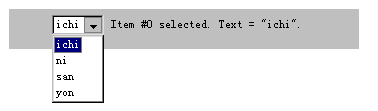 ichi Item #0 selected. Text = "ichi".
ichi
ni
san
yon